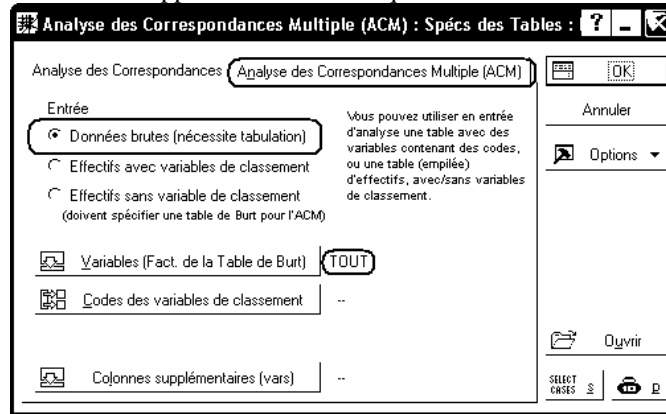 Analyse des Correspondances Multiple (ACM) : Spécs des Tables : ?
Analyse des Correspondances Analyse des Correspondances Multiple (ACM)
OK
Entrée
Données brutes (nécessite tabulation)
Effectifs avec variables de classement
Effectifs sans variable de classement
(doivent spécifier une table de Burt pour l'ACM)
Vous pouvez utiliser en entrée
d'analyse une table avec des
variables contenant des codes,
ou une table (empilée)
d'effectifs, avec/sans variables
de classement.
Annuler
Options
Variables (Fact. de la Table de Burt) TOUT
Codes des variables de classement --
Ouvrir
Colonnes supplémentaires (vars) --
SELECT
CASES S D